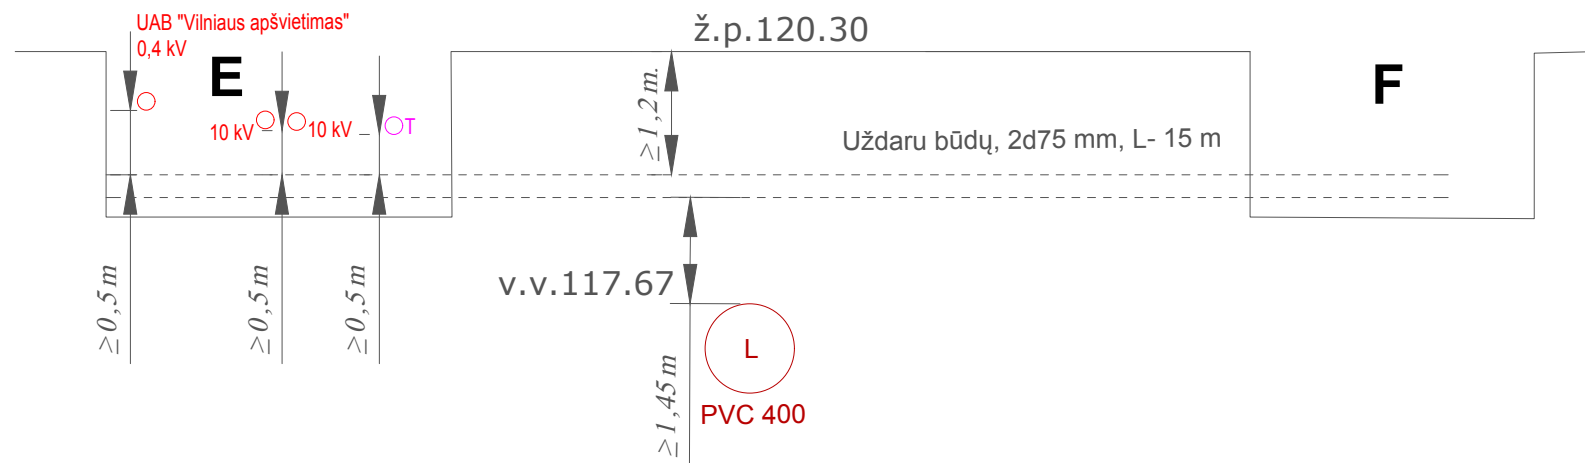 ž.p.120.30
UAB "Vilniaus apšvietimas"
0,4 kV
E
F
10 kV
10 kV
T
≥1,2 m.
Uždaru būdų, 2d75 mm, L- 15 m
≥0,5 m
≥0,5 m
≥0,5 m
v.v.117.67
L
≥1,45 m
PVC 400